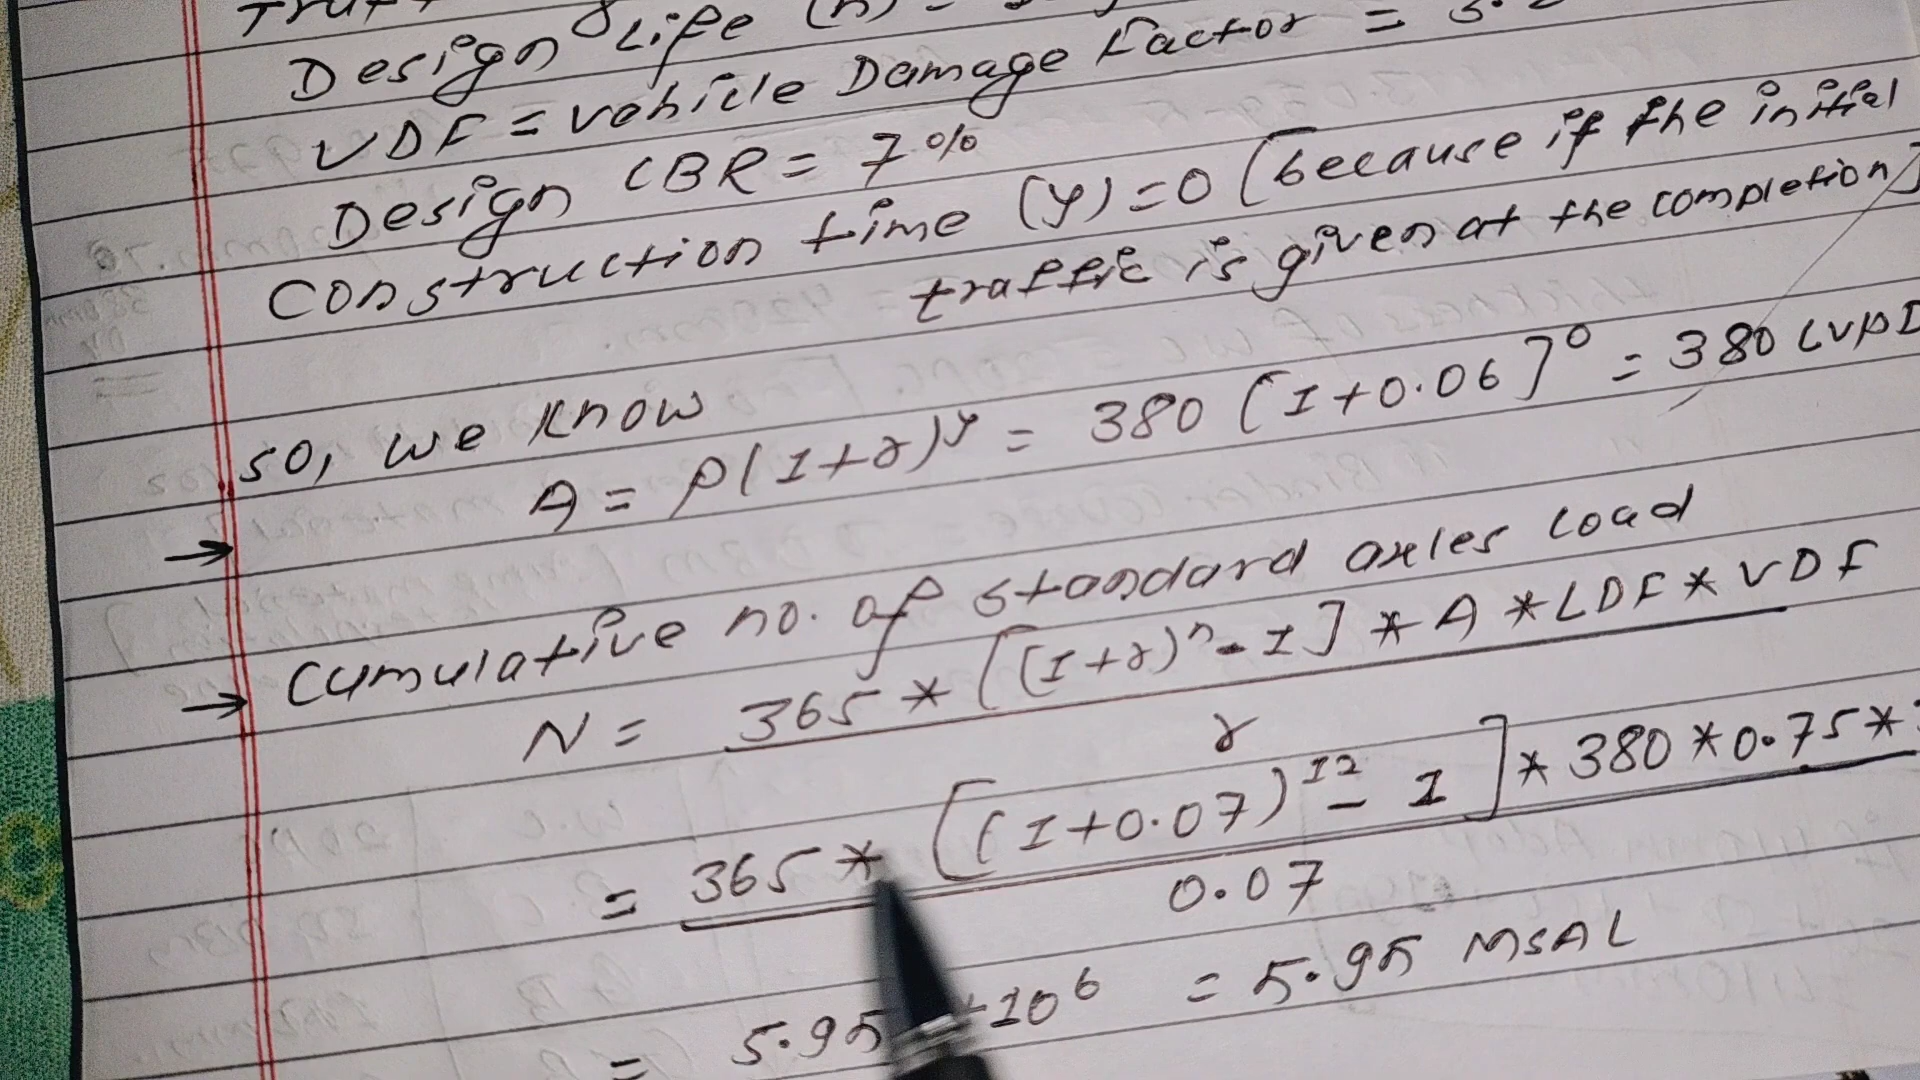 Design Life (n) =
VDF = vehicle Damage Factor =
Design CBR = 7%
Construction time (y) = 0 [because if the initial
traffic is given at the completion]
so, we know
A = P(1+r)^y = 380 [1+0.06]^0 = 380 CVPD
→ Cumulative no. of standard axles load
→ N = 365 * [(1+r)^n - 1] * A * LDF * VDF
r
= 365 * [(1+0.07)^12 - 1] * 380 * 0.75 *
0.07
= 5.95 *10^6 = 5.95 MSAL